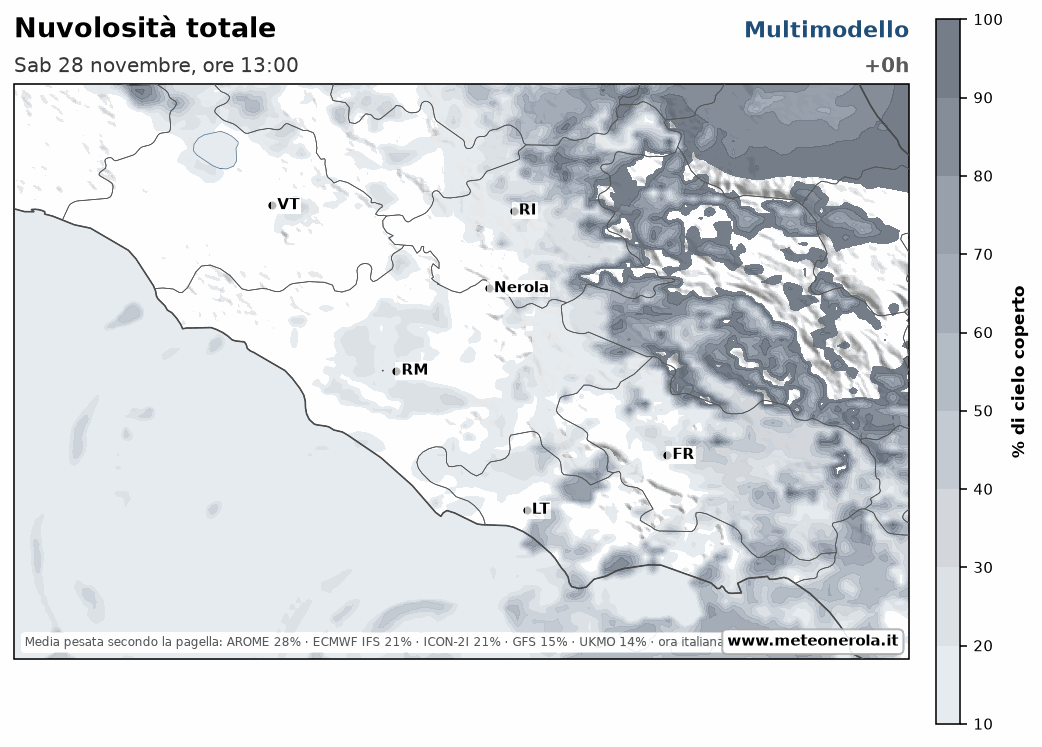 Nuvolosità totale
Multimodello
Sab 28 novembre, ore 13:00
+0h
100
90
80
70
60
50
40
30
20
10
% di cielo coperto
VT
RI
Nerola
RM
FR
LT
Media pesata secondo la pagella: AROME 28% · ECMWF IFS 21% · ICON-2I 21% · GFS 15% · UKMO 14% · ora italiana
www.meteonerola.it